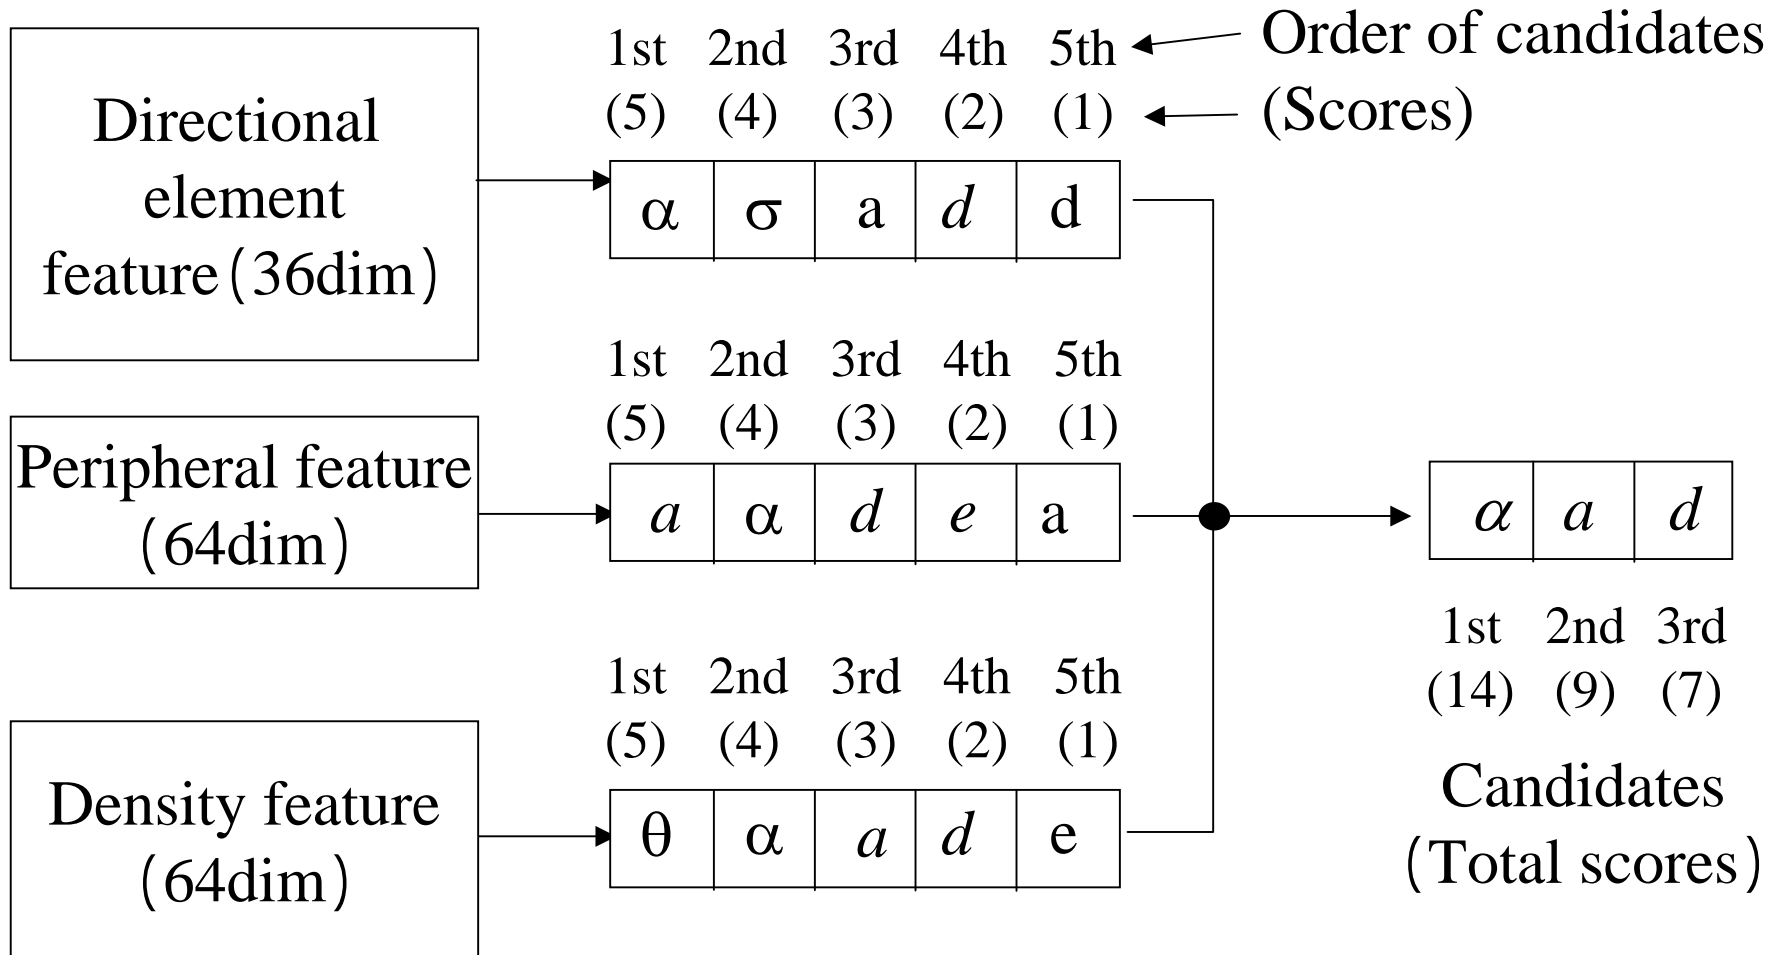 Directional
element
feature (36dim)
1st 2nd 3rd 4th 5th
(5) (4) (3) (2) (1)
Order of candidates
(Scores)
α σ a d d
Peripheral feature
(64dim)
1st 2nd 3rd 4th 5th
(5) (4) (3) (2) (1)
a α d e a
Density feature
(64dim)
1st 2nd 3rd 4th 5th
(5) (4) (3) (2) (1)
θ α a d e
α a d
1st 2nd 3rd
(14) (9) (7)
Candidates
(Total scores)